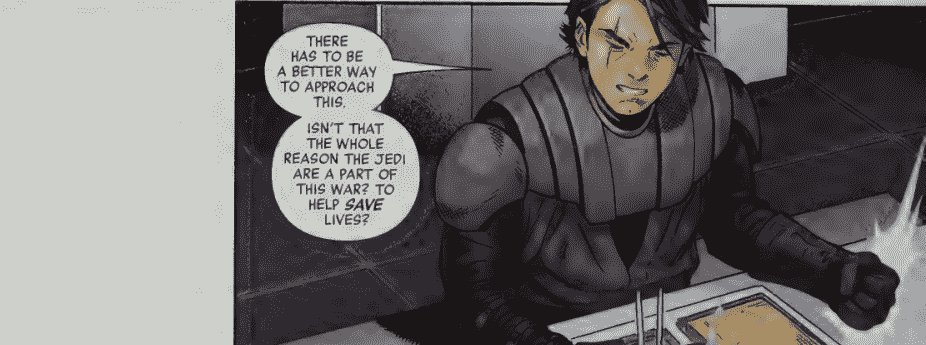 THERE
HAS TO BE
A BETTER WAY
TO APPROACH
THIS.
ISN'T THAT
THE WHOLE
REASON THE JEDI
ARE A PART OF
THIS WAR? TO
HELP SAVE
LIVES?